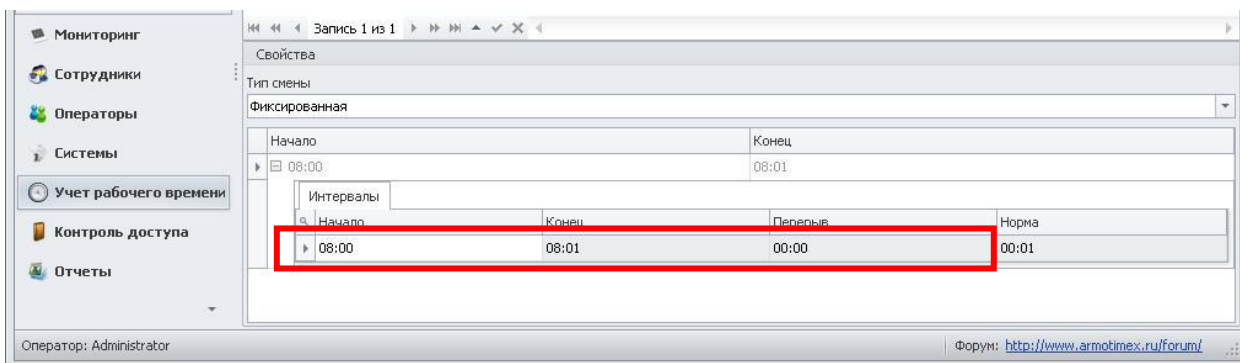 Мониторинг
Сотрудники
Операторы
Системы
Учет рабочего времени
Контроль доступа
Отчеты
Запись 1 из 1
Свойства
Тип смены
Фиксированная
Начало Конец
08:00 08:01
Интервалы
Начало Конец Перерыв Норма
08:00 08:01 00:00 00:01
Оператор: Administrator Форум: http://www.armotimex.ru/forum/